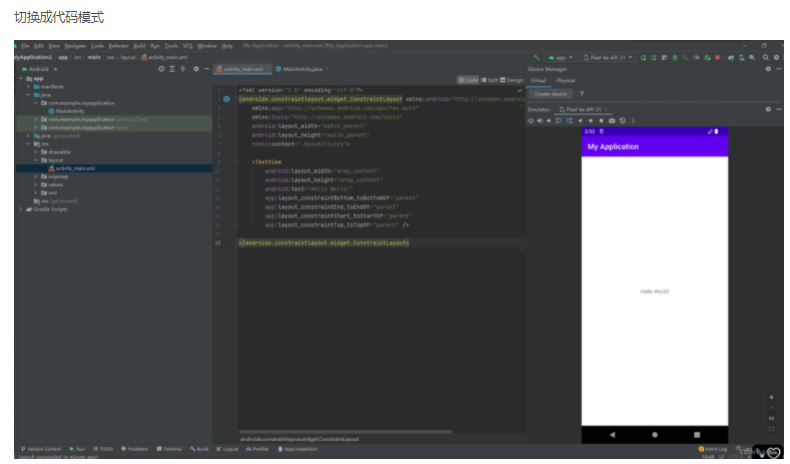 切换成代码模式
File Edit View Navigate Code Refactor Build Run Tools VCS Window Help My Application - activity_main.xml [My_Application.app.main]
MyApplication2 app src main res layout activity_main.xml app Pixel 4a API 31
Android activity_main.xml MainActivity.java Device Manager
Virtual Physical
Code Split Design
Create device ?
Emulator: Pixel 4a API 31
app
manifests
java
com.example.myapplication
MainActivity
com.example.myapplication (androidTest)
com.example.myapplication (test)
java (generated)
res
drawable
layout
activity_main.xml
mipmap
values
xml
res (generated)
Gradle Scripts
<?xml version="1.0" encoding="utf-8"?>
<androidx.constraintlayout.widget.ConstraintLayout xmlns:android="http://schemas.android
xmlns:app="http://schemas.android.com/apk/res-auto"
xmlns:tools="http://schemas.android.com/tools"
android:layout_width="match_parent"
android:layout_height="match_parent"
tools:context=".MainActivity">
<TextView
android:layout_width="wrap_content"
android:layout_height="wrap_content"
android:text="Hello World!"
app:layout_constraintBottom_toBottomOf="parent"
app:layout_constraintEnd_toEndOf="parent"
app:layout_constraintStart_toStartOf="parent"
app:layout_constraintTop_toTopOf="parent" />
</androidx.constraintlayout.widget.ConstraintLayout>
3:53
My Application
Hello World!
androidx.constraintlayout.widget.ConstraintLayout
Version Control Run TODO Problems Terminal Build Logcat Profiler App Inspection Event Log
Launch succeeded (a minute ago)